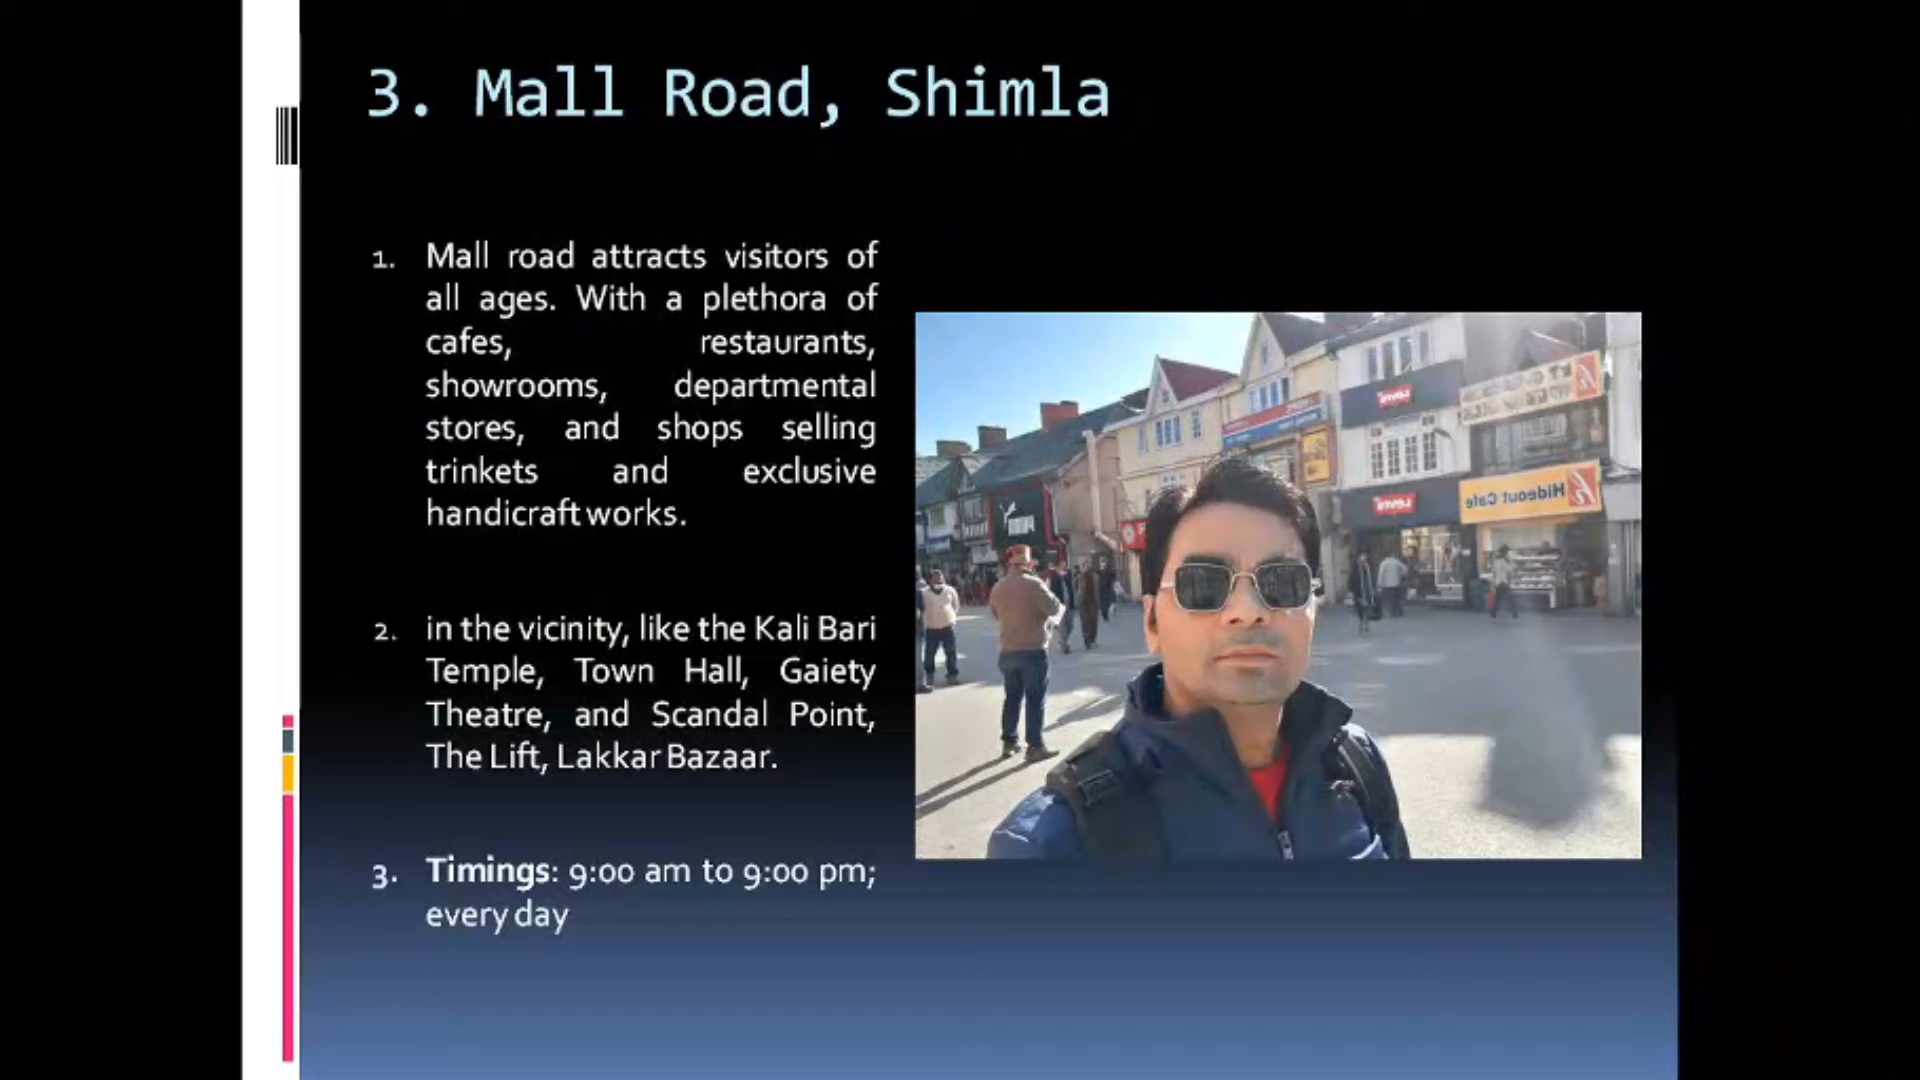 3. Mall Road, Shimla
1. Mall road attracts visitors of
all ages. With a plethora of
cafes, restaurants,
showrooms, departmental
stores, and shops selling
trinkets and exclusive
handicraft works.
2. in the vicinity, like the Kali Bari
Temple, Town Hall, Gaiety
Theatre, and Scandal Point,
The Lift, Lakkar Bazaar.
3. Timings: 9:00 am to 9:00 pm;
every day
Levi's
Levi's
Hideout Cafe